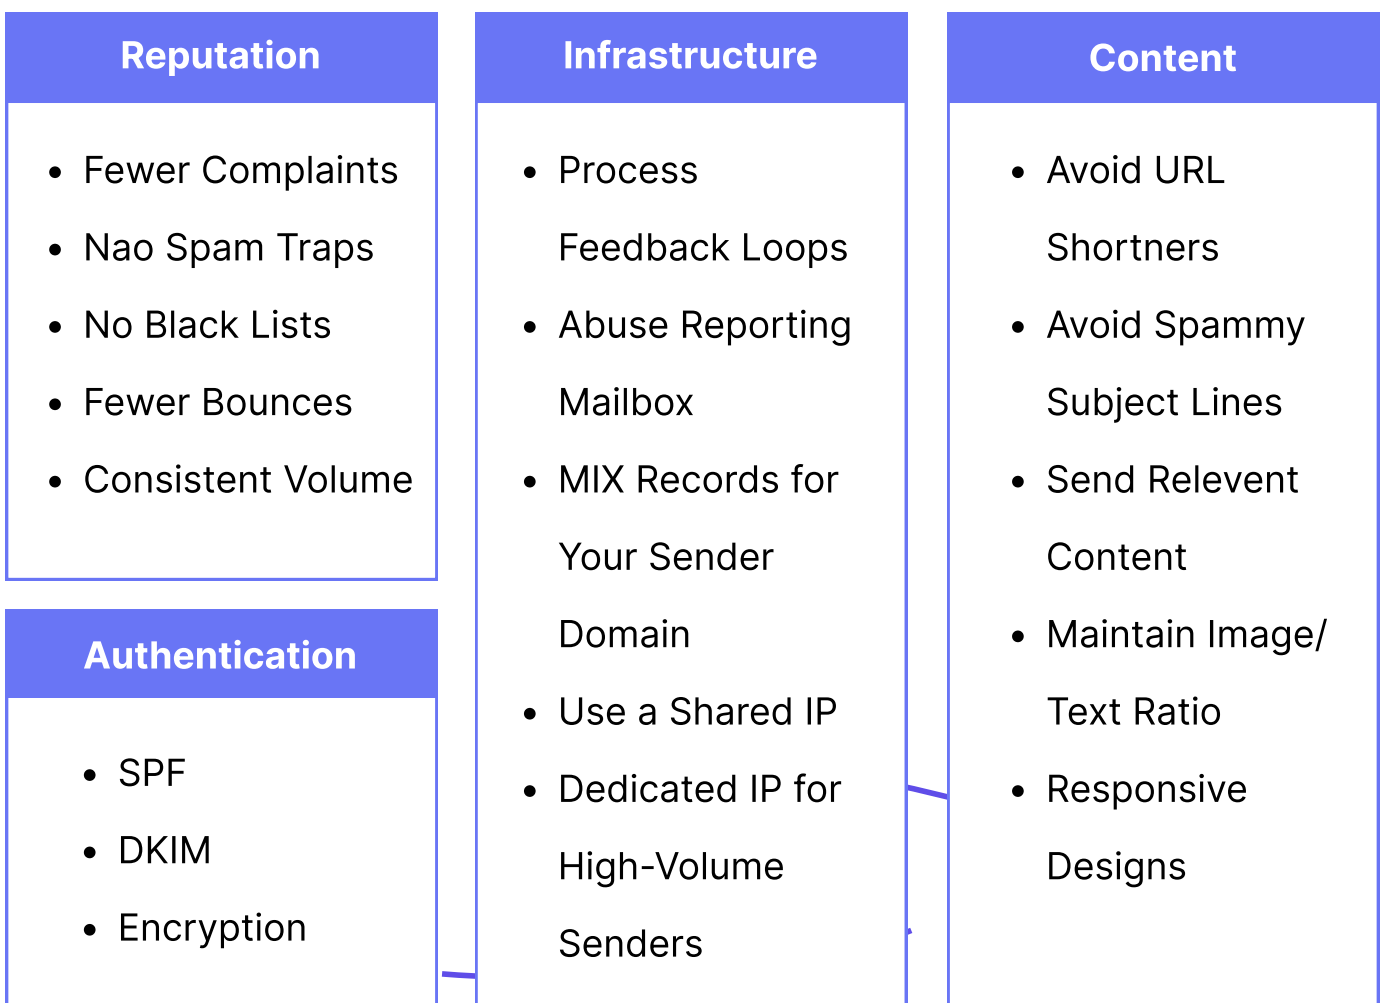 Reputation
• Fewer Complaints
• Nao Spam Traps
• No Black Lists
• Fewer Bounces
• Consistent Volume
Authentication
• SPF
• DKIM
• Encryption
Infrastructure
• Process
Feedback Loops
• Abuse Reporting
Mailbox
• MIX Records for
Your Sender
Domain
• Use a Shared IP
• Dedicated IP for
High-Volume
Senders
Content
• Avoid URL
Shortners
• Avoid Spammy
Subject Lines
• Send Relevent
Content
• Maintain Image/
Text Ratio
• Responsive
Designs